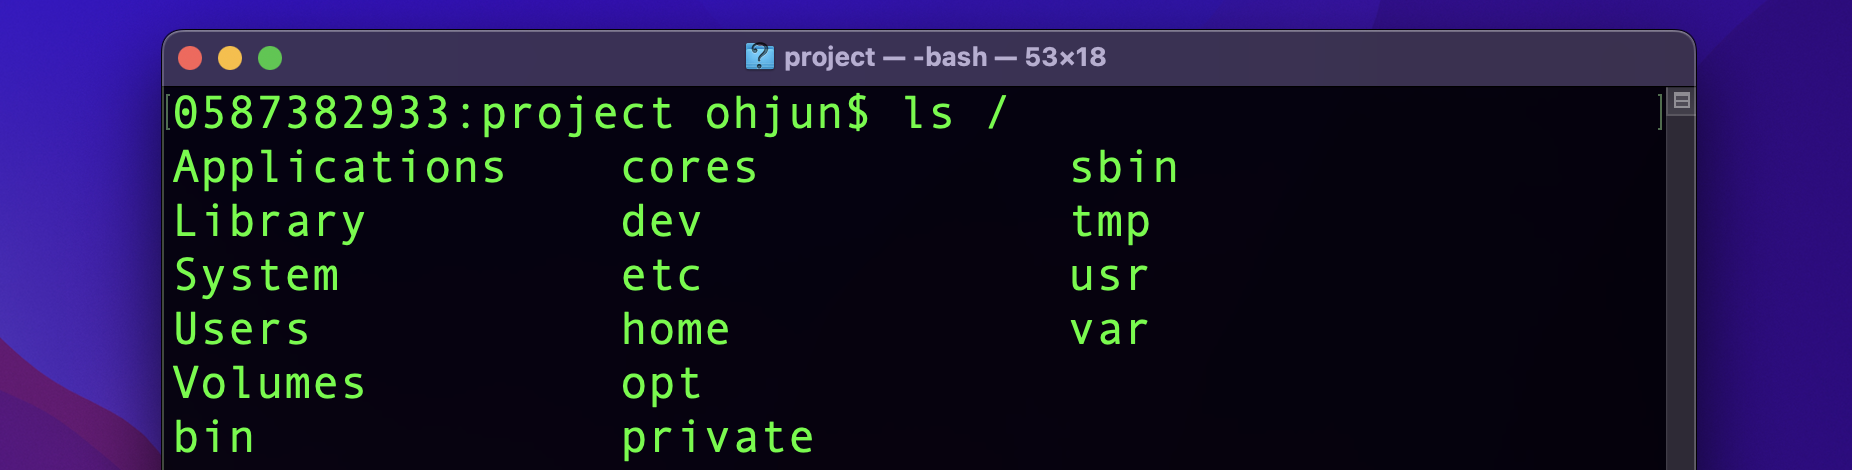 project — -bash — 53×18
0587382933:project ohjun$ ls /
Applications cores sbin
Library dev tmp
System etc usr
Users home var
Volumes opt
bin private